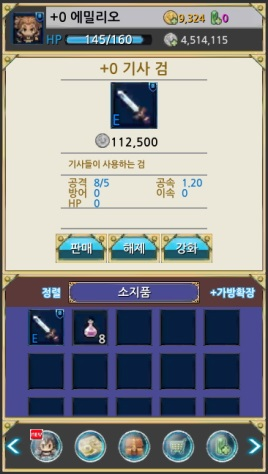 +0 에밀리오
9,324 0
HP 145/160 4,514,115
+0 기사 검
E
112,500
기사들이 사용하는 검
공격 8/5 공속 1.20
방어 0 이속 0
HP 0
판매 해제 강화
정렬 소지품 +가방확장
E 8